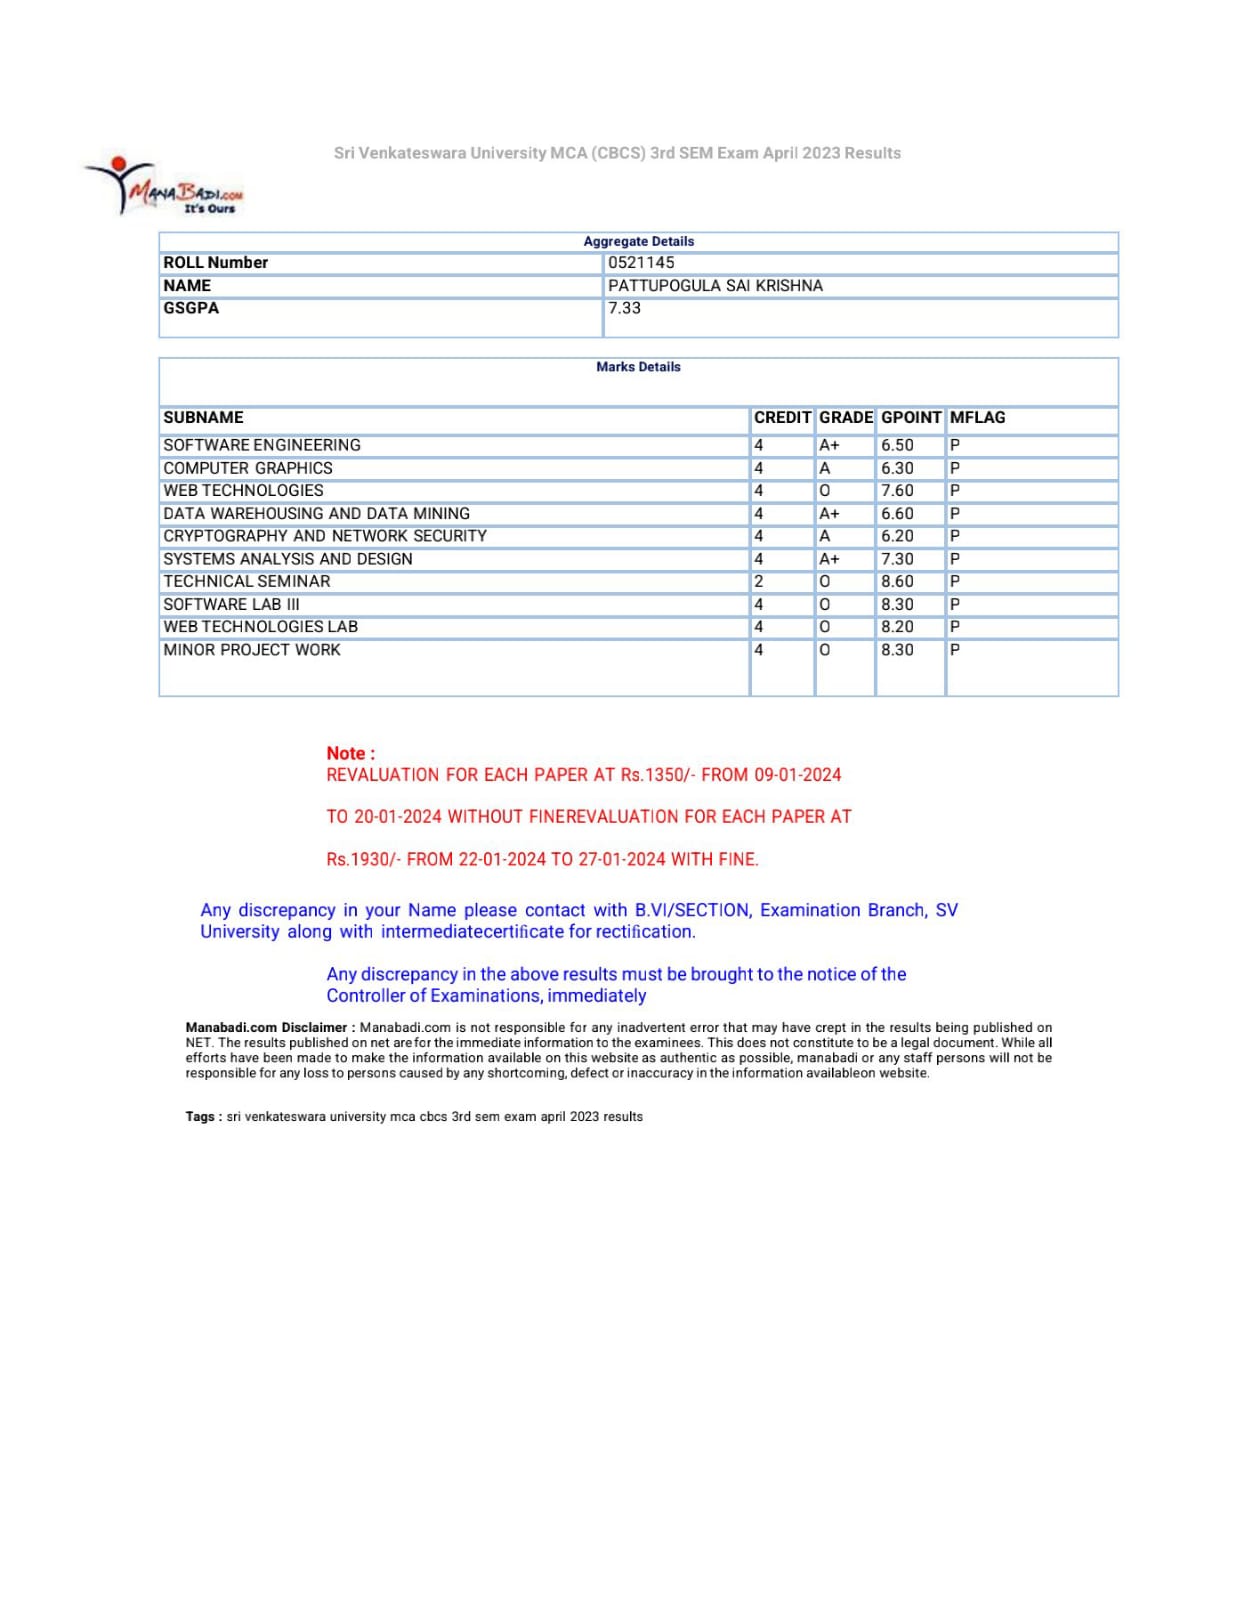 Sri Venkateswara University MCA (CBCS) 3rd SEM Exam April 2023 Results
MANABADI.COM
It's Ours
Aggregate Details
ROLL Number 0521145
NAME PATTUPOGULA SAI KRISHNA
GSGPA 7.33
Marks Details
SUBNAME CREDIT GRADE GPOINT MFLAG
SOFTWARE ENGINEERING 4 A+ 6.50 P
COMPUTER GRAPHICS 4 A 6.30 P
WEB TECHNOLOGIES 4 O 7.60 P
DATA WAREHOUSING AND DATA MINING 4 A+ 6.60 P
CRYPTOGRAPHY AND NETWORK SECURITY 4 A 6.20 P
SYSTEMS ANALYSIS AND DESIGN 4 A+ 7.30 P
TECHNICAL SEMINAR 2 O 8.60 P
SOFTWARE LAB III 4 O 8.30 P
WEB TECHNOLOGIES LAB 4 O 8.20 P
MINOR PROJECT WORK 4 O 8.30 P
Note :
REVALUATION FOR EACH PAPER AT Rs.1350/- FROM 09-01-2024
TO 20-01-2024 WITHOUT FINEREVALUATION FOR EACH PAPER AT
Rs.1930/- FROM 22-01-2024 TO 27-01-2024 WITH FINE.
Any discrepancy in your Name please contact with B.VI/SECTION, Examination Branch, SV
University along with intermediatecertificate for rectification.
Any discrepancy in the above results must be brought to the notice of the
Controller of Examinations, immediately
Manabadi.com Disclaimer : Manabadi.com is not responsible for any inadvertent error that may have crept in the results being published on
NET. The results published on net are for the immediate information to the examinees. This does not constitute to be a legal document. While all
efforts have been made to make the information available on this website as authentic as possible, manabadi or any staff persons will not be
responsible for any loss to persons caused by any shortcoming, defect or inaccuracy in the information availableon website.
Tags : sri venkateswara university mca cbcs 3rd sem exam april 2023 results